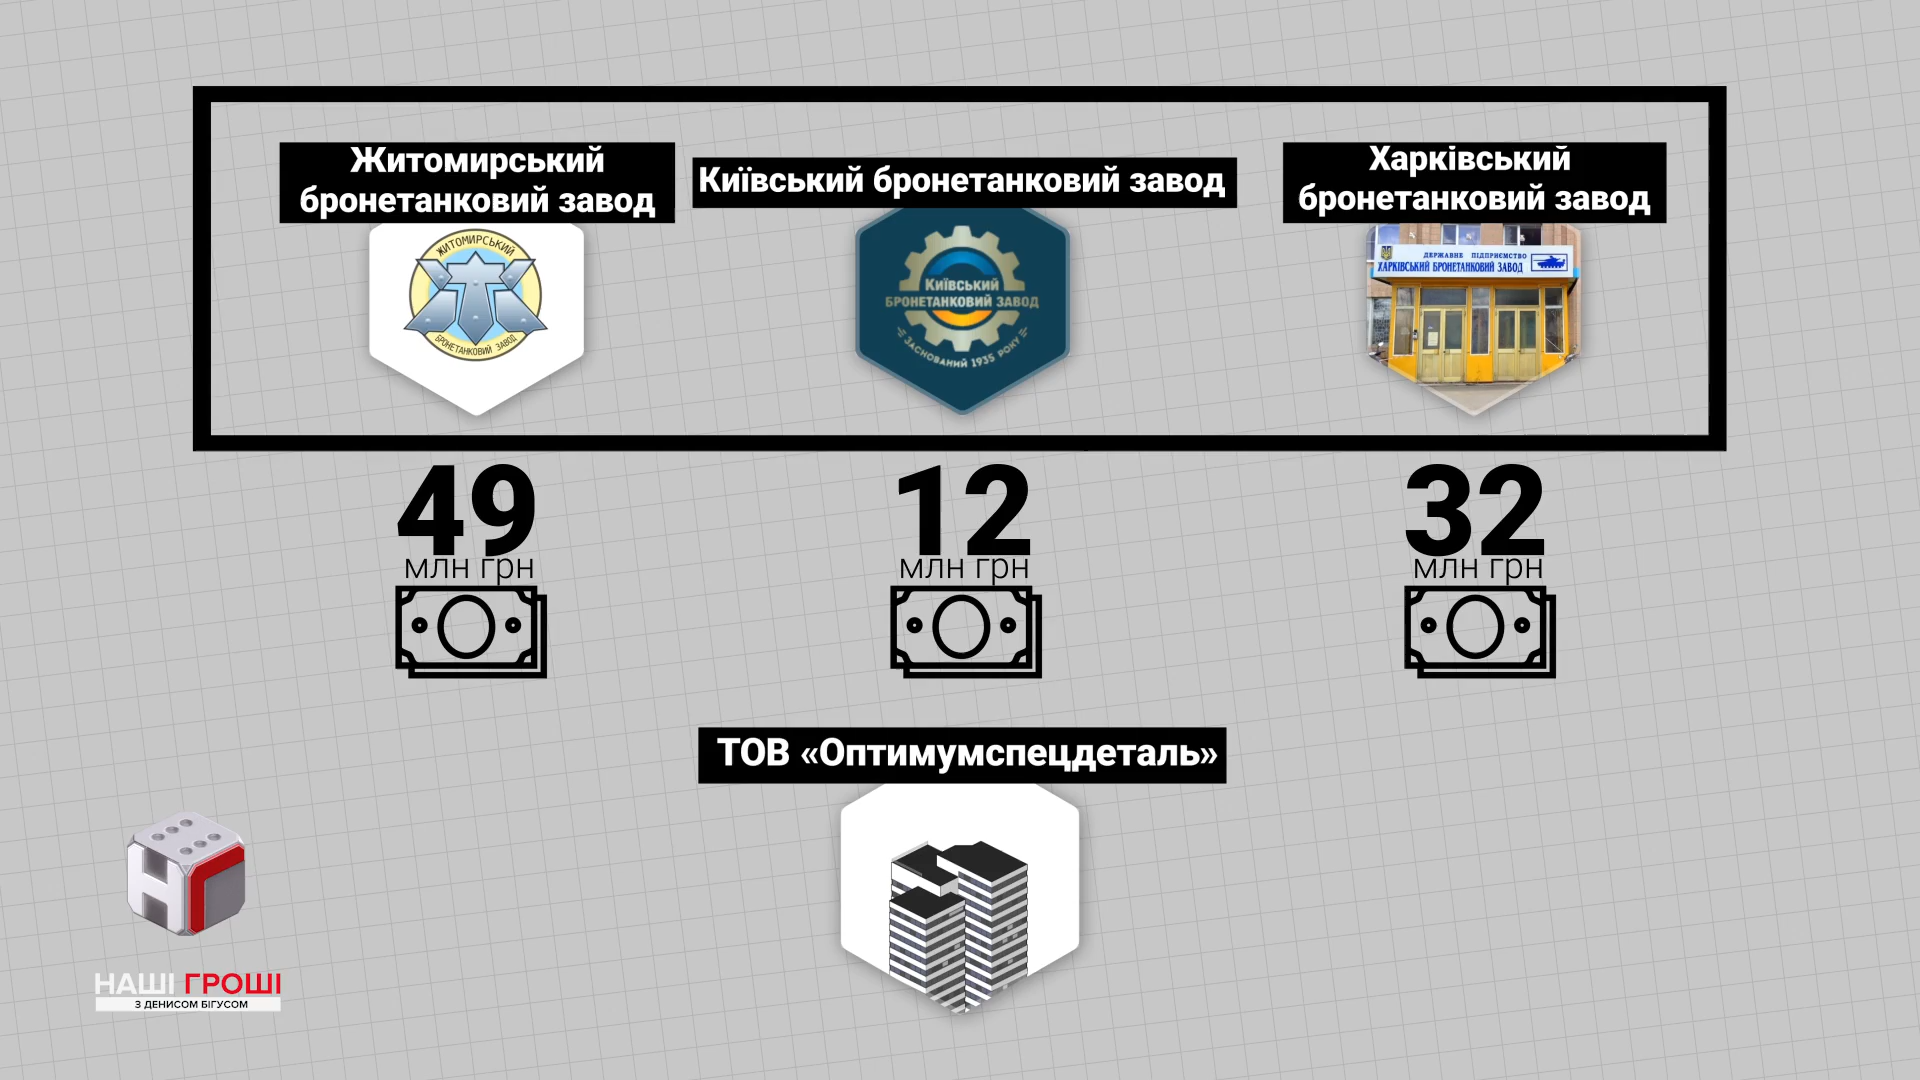 Житомирський
бронетанковий завод
Київський бронетанковий завод
Харківський
бронетанковий завод
ЖИТОМИРСЬКИЙ
БРОНЕТАНКОВИЙ ЗАВОД
Київський
БРОНЕТАНКОВИЙ ЗАВОД
ЗАСНОВАНИЙ 1935 РОКУ
ДЕРЖАВНЕ ПІДПРИЄМСТВО
ХАРКІВСЬКИЙ БРОНЕТАНКОВИЙ ЗАВОД
49
млн грн
12
млн грн
32
млн грн
ТОВ «Оптимумспецдеталь»
НГ
НАШІ ГРОШІ
З ДЕНИСОМ БІГУСОМ